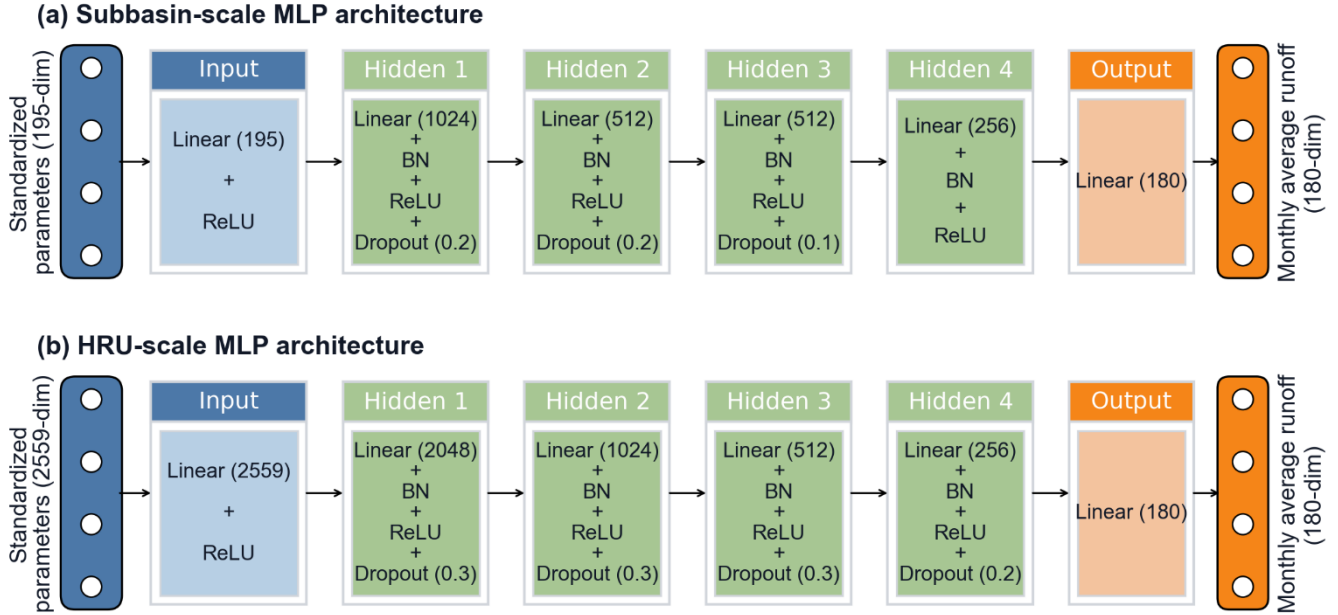 (a) Subbasin-scale MLP architecture
Standardized
parameters (195-dim)
Input
Linear (195)
+
ReLU
Hidden 1
Linear (1024)
+
BN
+
ReLU
+
Dropout (0.2)
Hidden 2
Linear (512)
+
BN
+
ReLU
+
Dropout (0.2)
Hidden 3
Linear (512)
+
BN
+
ReLU
+
Dropout (0.1)
Hidden 4
Linear (256)
+
BN
+
ReLU
Output
Linear (180)
Monthly average runoff
(180-dim)
(b) HRU-scale MLP architecture
Standardized
parameters (2559-dim)
Input
Linear (2559)
+
ReLU
Hidden 1
Linear (2048)
+
BN
+
ReLU
+
Dropout (0.3)
Hidden 2
Linear (1024)
+
BN
+
ReLU
+
Dropout (0.3)
Hidden 3
Linear (512)
+
BN
+
ReLU
+
Dropout (0.3)
Hidden 4
Linear (256)
+
BN
+
ReLU
+
Dropout (0.2)
Output
Linear (180)
Monthly average runoff
(180-dim)